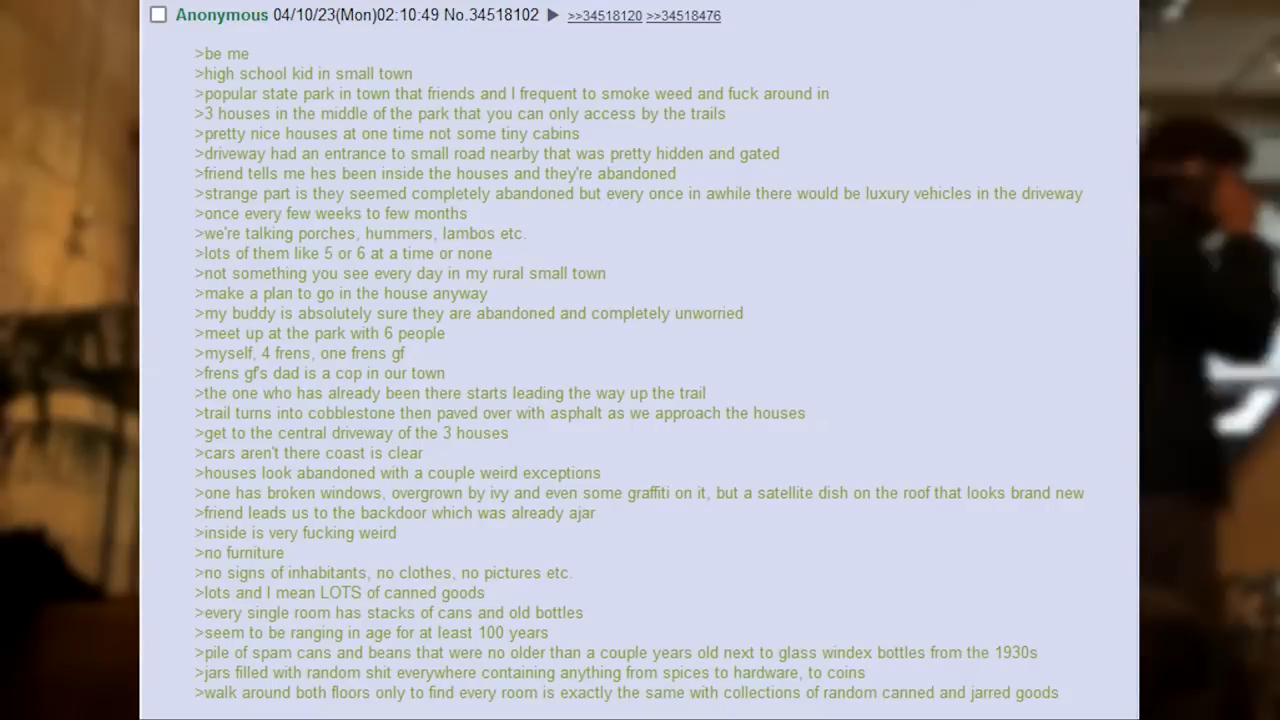 Anonymous 04/10/23(Mon)02:10:49 No.34518102 ▶ >>34518120 >>34518476
>be me
>high school kid in small town
>popular state park in town that friends and I frequent to smoke weed and fuck around in
>3 houses in the middle of the park that you can only access by the trails
>pretty nice houses at one time not some tiny cabins
>driveway had an entrance to small road nearby that was pretty hidden and gated
>friend tells me hes been inside the houses and they're abandoned
>strange part is they seemed completely abandoned but every once in awhile there would be luxury vehicles in the driveway
>once every few weeks to few months
>we're talking porches, hummers, lambos etc.
>lots of them like 5 or 6 at a time or none
>not something you see every day in my rural small town
>make a plan to go in the house anyway
>my buddy is absolutely sure they are abandoned and completely unworried
>meet up at the park with 6 people
>myself, 4 frens, one frens gf
>frens gf's dad is a cop in our town
>the one who has already been there starts leading the way up the trail
>trail turns into cobblestone then paved over with asphalt as we approach the houses
>get to the central driveway of the 3 houses
>cars aren't there coast is clear
>houses look abandoned with a couple weird exceptions
>one has broken windows, overgrown by ivy and even some graffiti on it, but a satellite dish on the roof that looks brand new
>friend leads us to the backdoor which was already ajar
>inside is very fucking weird
>no furniture
>no signs of inhabitants, no clothes, no pictures etc.
>lots and I mean LOTS of canned goods
>every single room has stacks of cans and old bottles
>seem to be ranging in age for at least 100 years
>pile of spam cans and beans that were no older than a couple years old next to glass windex bottles from the 1930s
>jars filled with random shit everywhere containing anything from spices to hardware, to coins
>walk around both floors only to find every room is exactly the same with collections of random canned and jarred goods